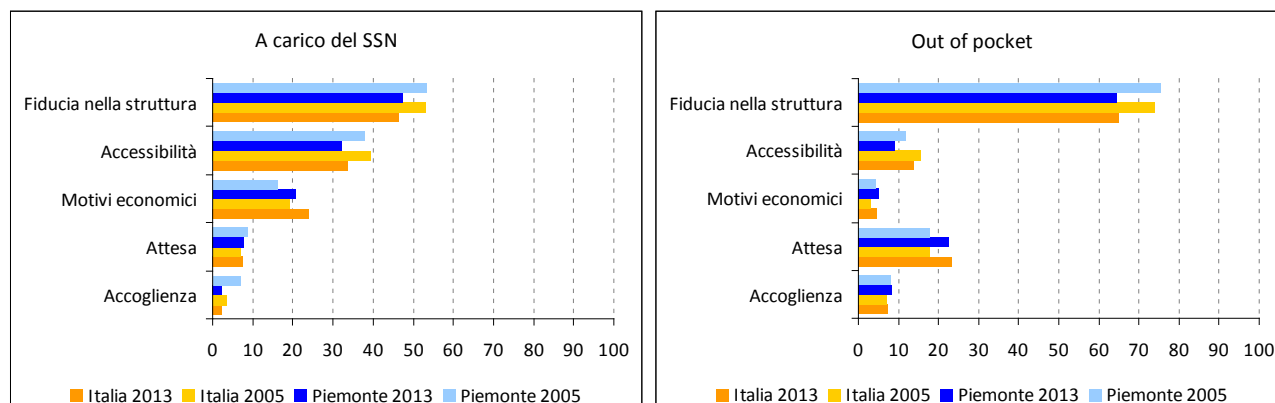 A carico del SSN
Fiducia nella struttura
Accessibilità
Motivi economici
Attesa
Accoglienza
0 10 20 30 40 50 60 70 80 90 100
Italia 2013 Italia 2005 Piemonte 2013 Piemonte 2005
Out of pocket
Fiducia nella struttura
Accessibilità
Motivi economici
Attesa
Accoglienza
0 10 20 30 40 50 60 70 80 90 100
Italia 2013 Italia 2005 Piemonte 2013 Piemonte 2005